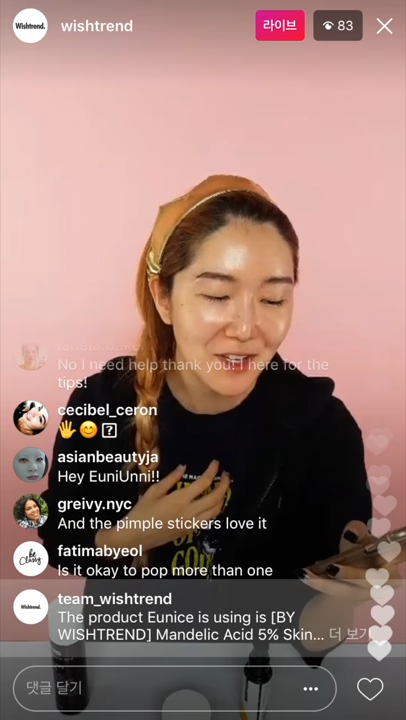 Wishtrend.
wishtrend
라이브
83
No I need help thank you! I here for the
tips!
cecibel_ceron
🖐😊
asianbeautyja
Hey EuniUnni!!
greivy.nyc
And the pimple stickers love it
be
Classy
fatimabyeol
Is it okay to pop more than one
Wishtrend.
team_wishtrend
The product Eunice is using is [BY
WISHTREND] Mandelic Acid 5% Skin... 더 보기
댓글 달기